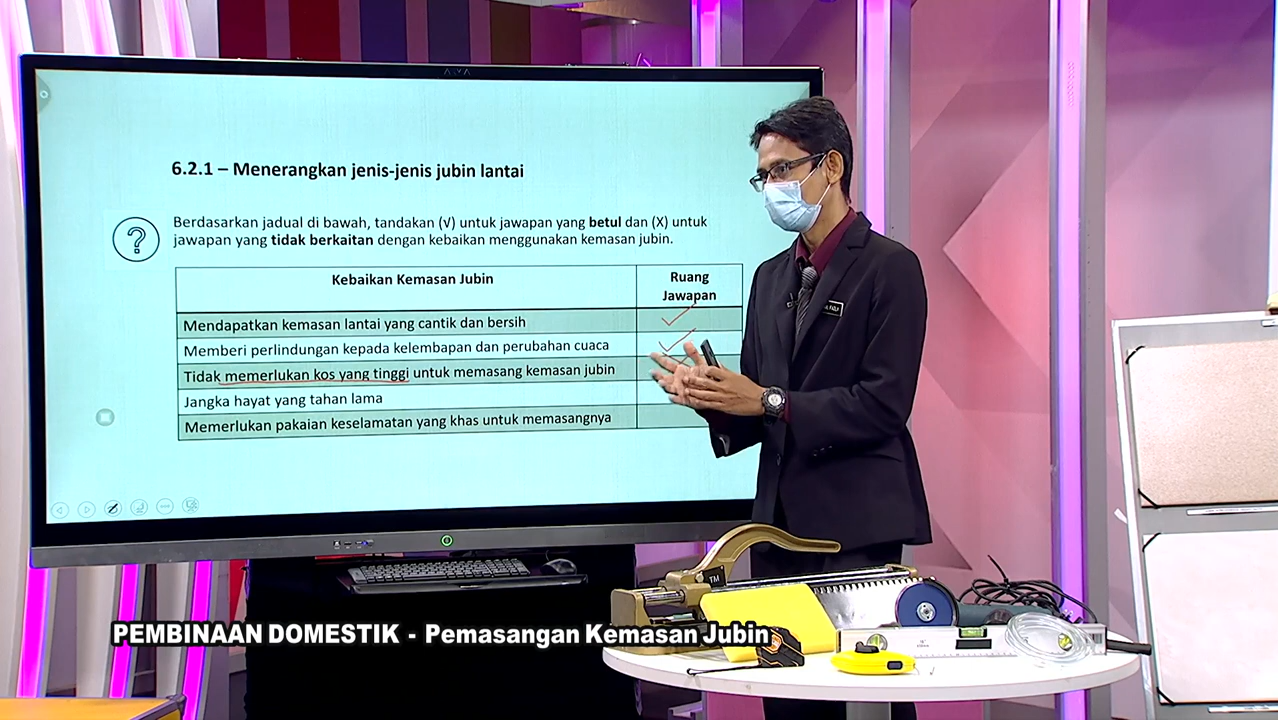 6.2.1 – Menerangkan jenis-jenis jubin lantai
?
Berdasarkan jadual di bawah, tandakan (√) untuk jawapan yang betul dan (X) untuk
jawapan yang tidak berkaitan dengan kebaikan menggunakan kemasan jubin.
Kebaikan Kemasan Jubin
Ruang
Jawapan
Mendapatkan kemasan lantai yang cantik dan bersih
Memberi perlindungan kepada kelembapan dan perubahan cuaca
Tidak memerlukan kos yang tinggi untuk memasang kemasan jubin
Jangka hayat yang tahan lama
Memerlukan pakaian keselamatan yang khas untuk memasangnya
TM
PEMBINAAN DOMESTIK - Pemasangan Kemasan Jubin